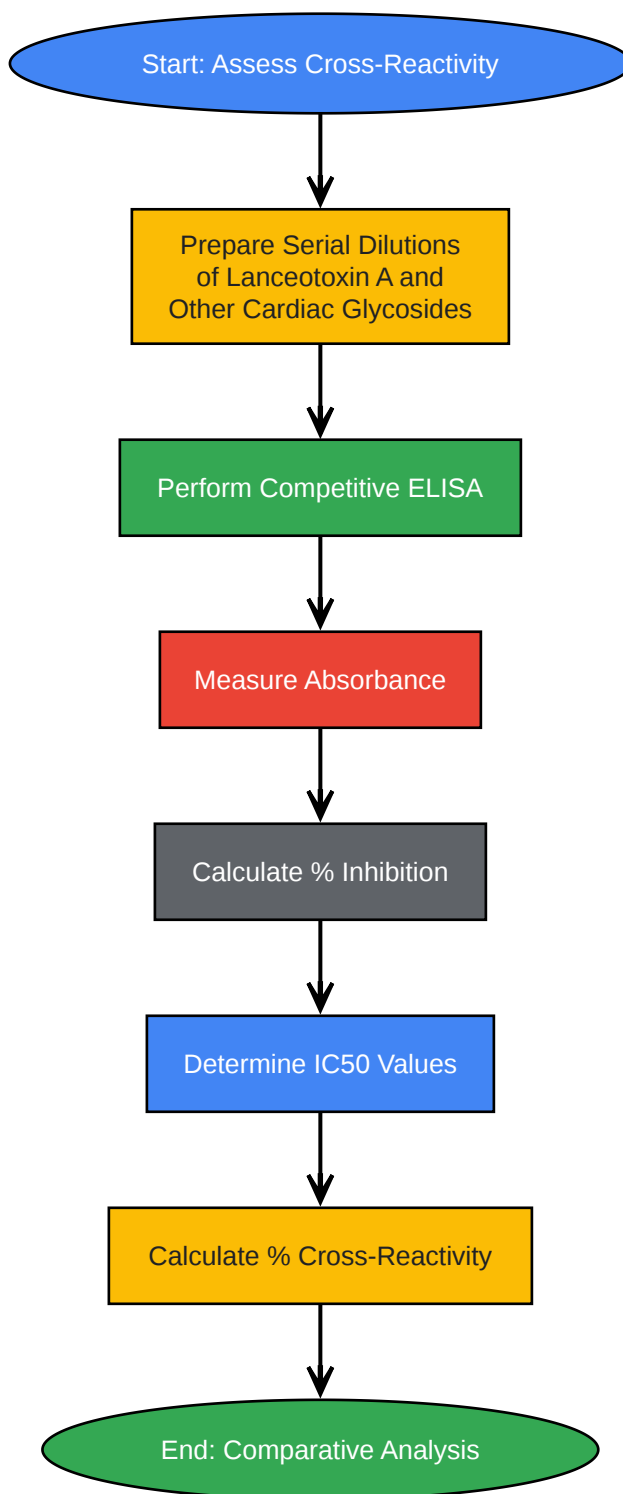 Start: Assess Cross-Reactivity
Prepare Serial Dilutions
of Lanceotoxin A and
Other Cardiac Glycosides
Perform Competitive ELISA
Measure Absorbance
Calculate % Inhibition
Determine IC50 Values
Calculate % Cross-Reactivity
End: Comparative Analysis